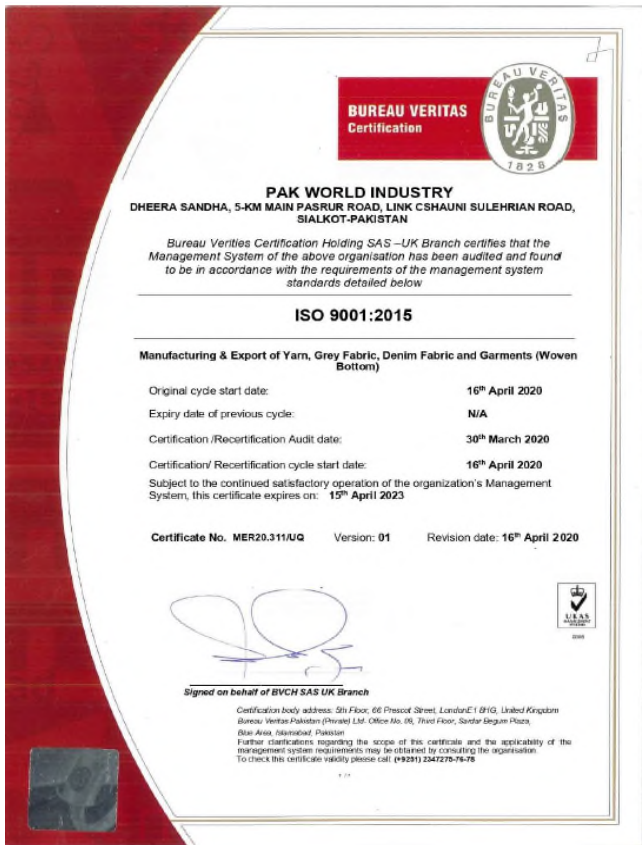 BUREAU VERITAS
Certification
BUREAU VERITAS
1828
PAK WORLD INDUSTRY
DHEERA SANDHA, 5-KM MAIN PASRUR ROAD, LINK CSHAUNI SULEHRIAN ROAD,
SIALKOT-PAKISTAN
Bureau Verities Certification Holding SAS –UK Branch certifies that the
Management System of the above organisation has been audited and found
to be in accordance with the requirements of the management system
standards detailed below
ISO 9001:2015
Manufacturing & Export of Yarn, Grey Fabric, Denim Fabric and Garments (Woven
Bottom)
Original cycle start date: 16th April 2020
Expiry date of previous cycle: N/A
Certification /Recertification Audit date: 30th March 2020
Certification/ Recertification cycle start date: 16th April 2020
Subject to the continued satisfactory operation of the organization's Management
System, this certificate expires on: 15th April 2023
Certificate No. MER20.311/UQ Version: 01 Revision date: 16th April 2020
UKAS
MANAGEMENT
SYSTEMS
Signed on behalf of BVCH SAS UK Branch
Certification body address: 5th Floor, 66 Prescot Street, LondonE1 8HG, United Kingdom
Bureau Veritas Pakistan (Private) Ltd- Office No. 09, Third Floor, Sardar Begum Plaza,
Blue Area, Islamabad, Pakistan
Further clarifications regarding the scope of this certificate and the applicability of the
management system requirements may be obtained by consulting the organisation.
To check this certificate validity please call: (+9251) 2347275-76-78